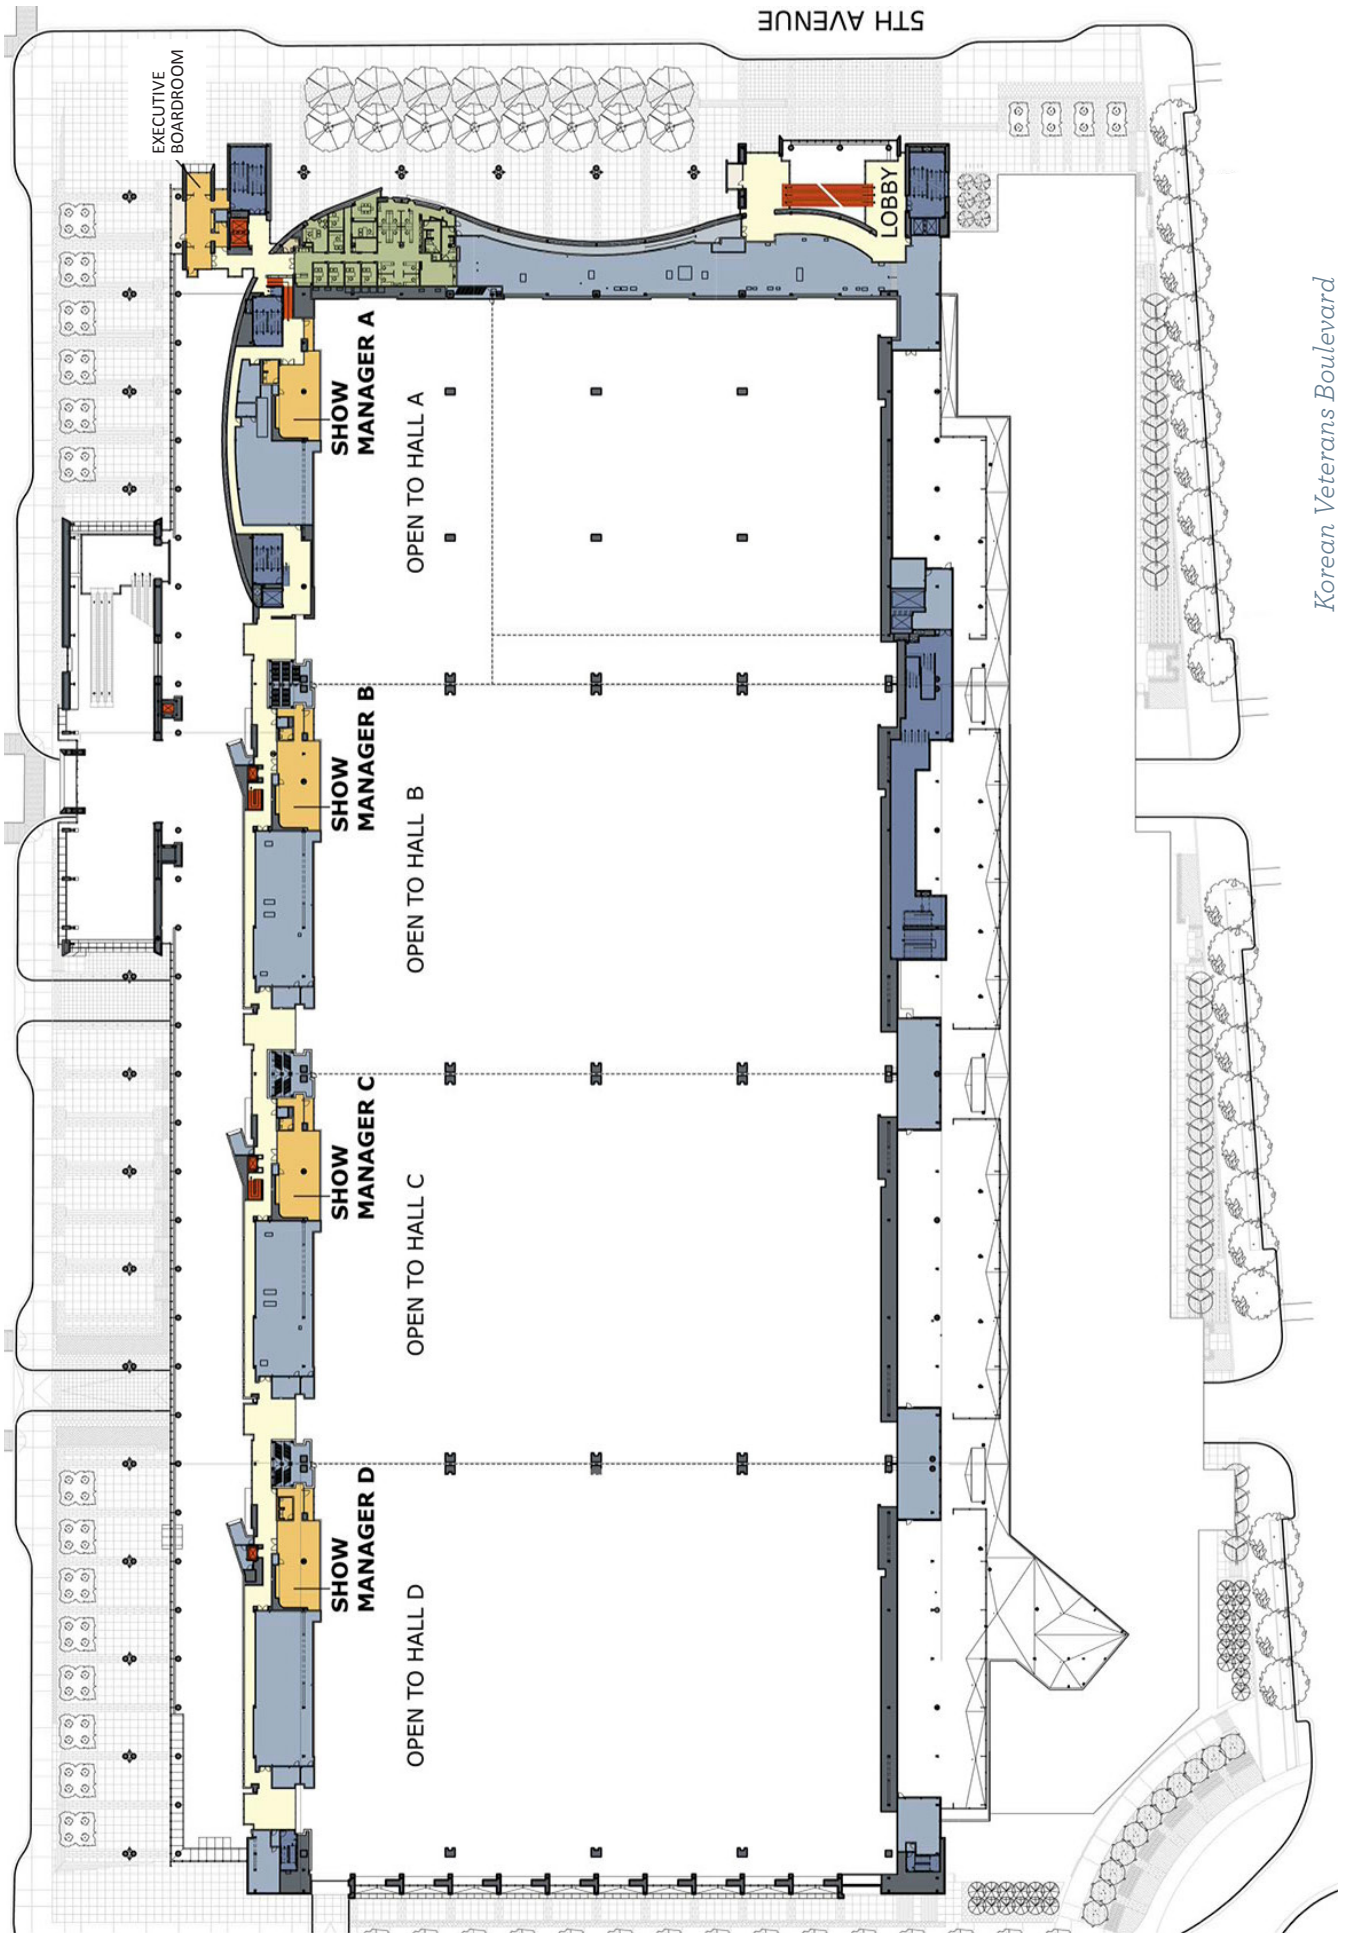 5TH AVENUE
EXECUTIVE
BOARDROOM
LOBBY
SHOW
MANAGER A
OPEN TO HALL A
Korean Veterans Boulevard
SHOW
MANAGER B
OPEN TO HALL B
SHOW
MANAGER C
OPEN TO HALL C
SHOW
MANAGER D
OPEN TO HALL D